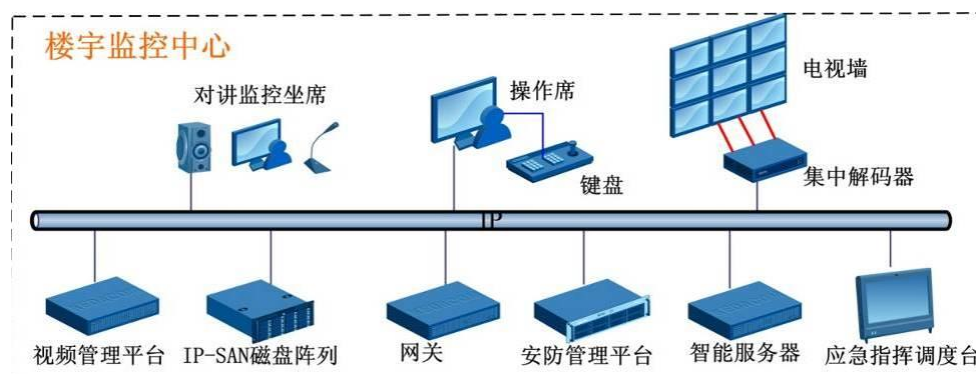 楼宇监控中心
对讲监控坐席
操作席
电视墙
键盘
集中解码器
IP
视频管理平台
IP-SAN磁盘阵列
网关
安防管理平台
智能服务器
应急指挥调度台